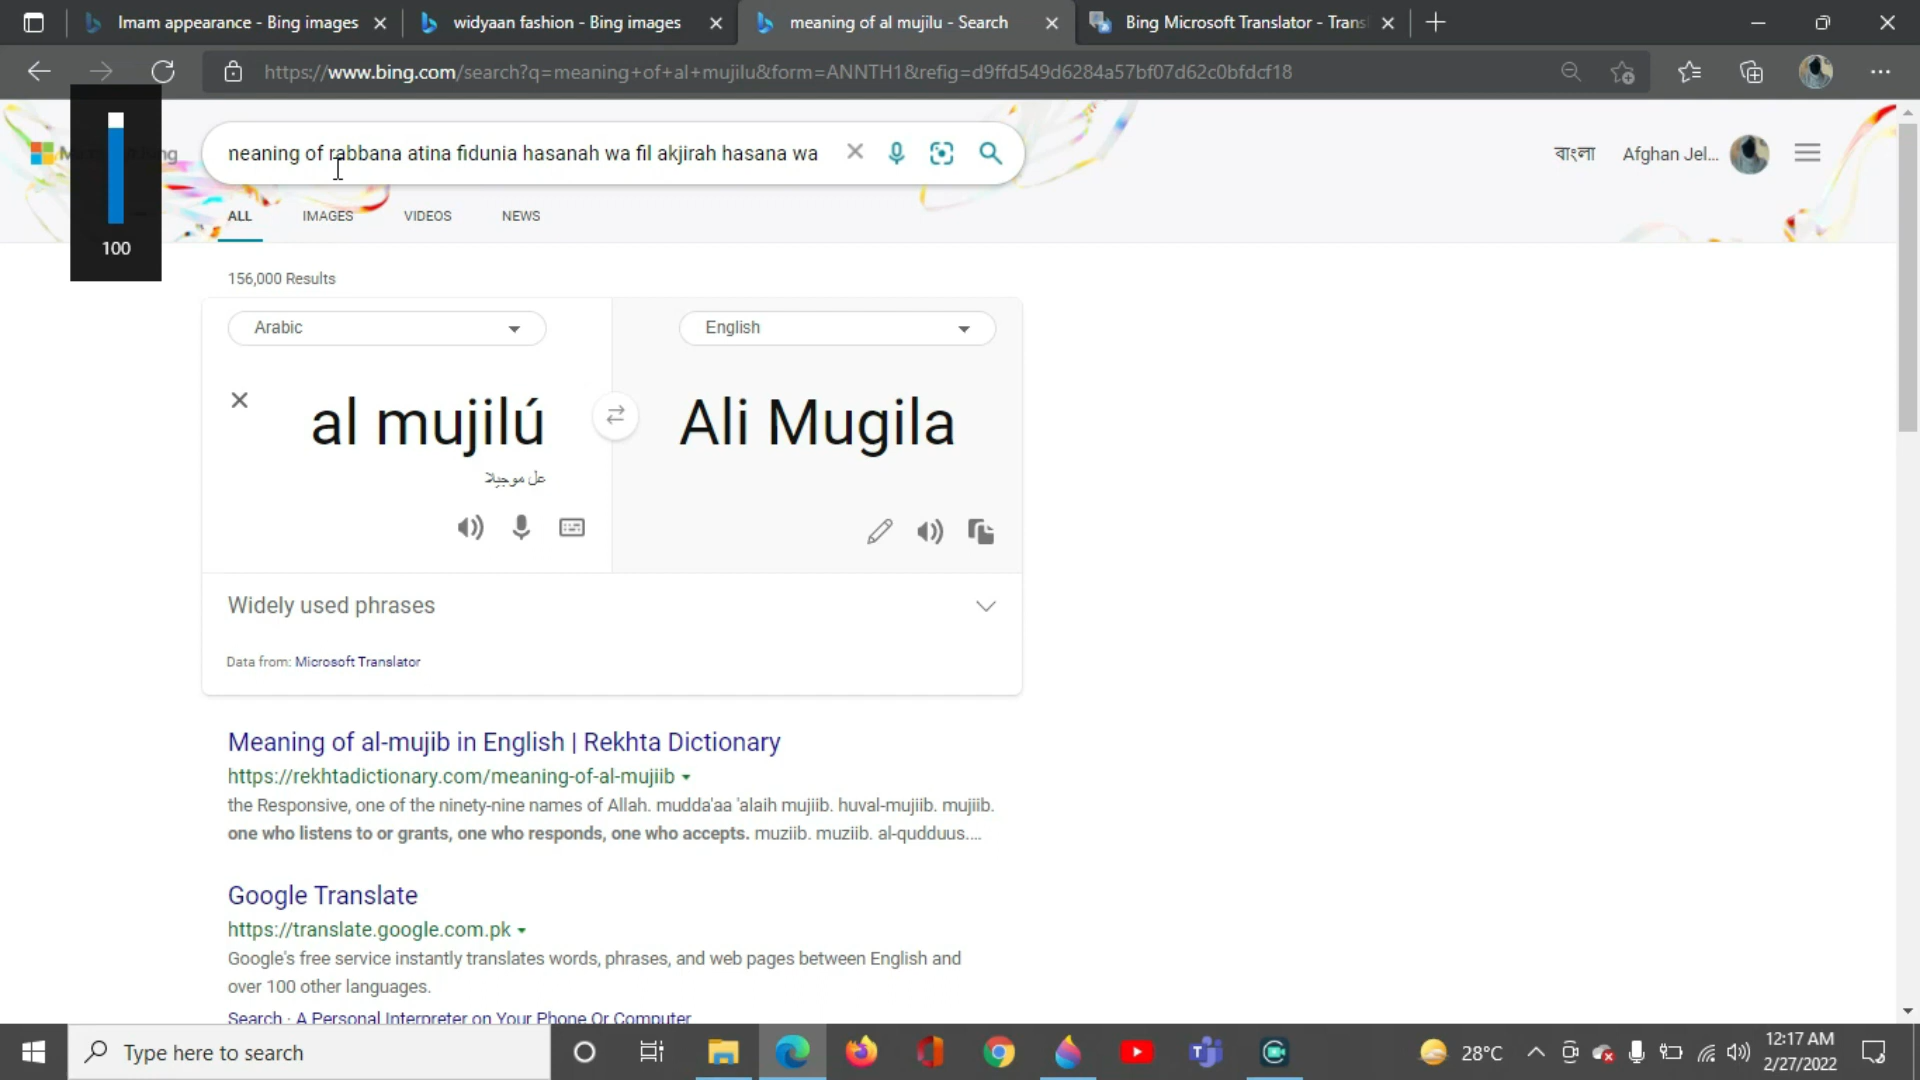 Imam appearance - Bing images
widyaan fashion - Bing images
meaning of al mujilu - Search
Bing Microsoft Translator - Trans
https://www.bing.com/search?q=meaning+of+al+mujilu&form=ANNTH1&refig=d9ffd549d6284a57bf07d62c0bfdcf18
neaning of rabbana atina fidunia hasanah wa fil akjirah hasana wa
বাংলা
Afghan Jel...
ALL
IMAGES
VIDEOS
NEWS
100
156,000 Results
Arabic
English
al mujilú
Ali Mugila
عل موجيِلا
Widely used phrases
Data from: Microsoft Translator
Meaning of al-mujib in English | Rekhta Dictionary
https://rekhtadictionary.com/meaning-of-al-mujiib
the Responsive, one of the ninety-nine names of Allah. mudda'aa 'alaih mujiib. huval-mujiib. mujiib.
one who listens to or grants, one who responds, one who accepts. muziib. muziib. al-qudduus....
Google Translate
https://translate.google.com.pk
Google's free service instantly translates words, phrases, and web pages between English and
over 100 other languages.
Search · A Personal Interpreter on Your Phone Or Computer
Type here to search
28°C
12:17 AM
2/27/2022